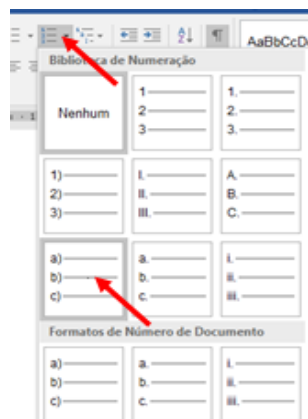 AaBbCcDc
Biblioteca de Numeração
Nenhum
1
2
3
1.
2.
3.
1)
2)
3)
I.
II.
III.
A.
B.
C.
a)
b)
c)
a.
b.
c.
i.
ii.
iii.
Formatos de Número de Documento
a)
b)
c)
a.
b.
c.
i.
ii.
iii.